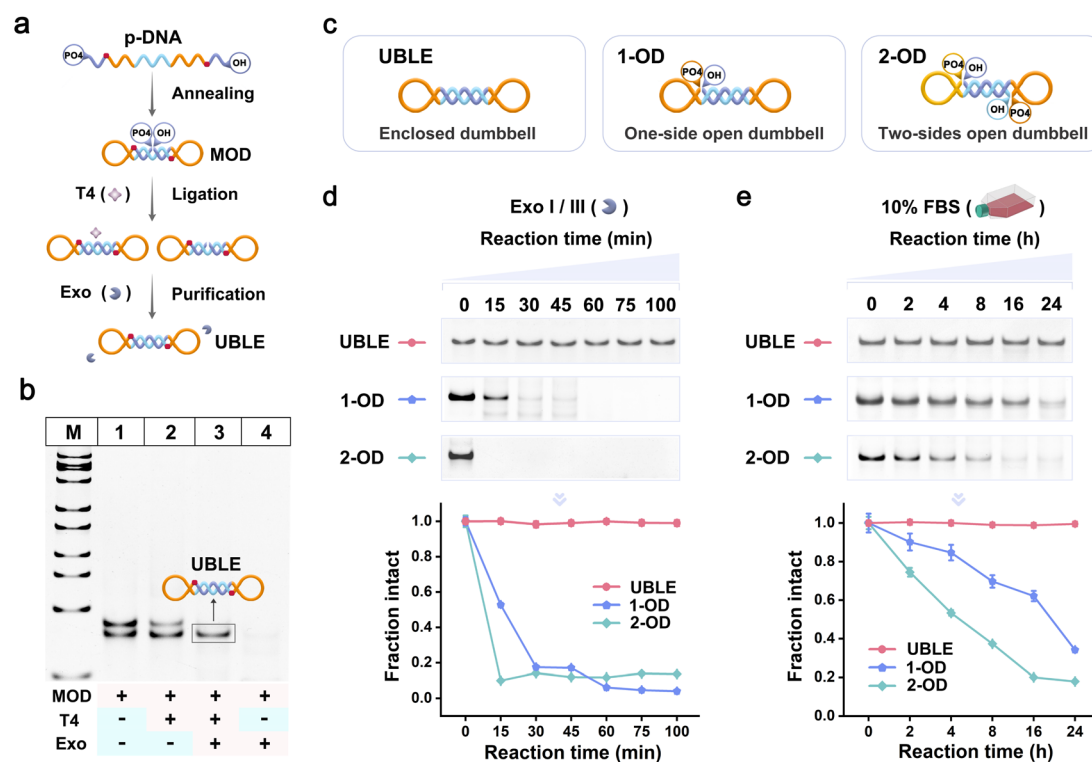 a
p-DNA
PO4
OH
Annealing
PO4 OH
MOD
T4 ( )
Ligation
Exo ( )
Purification
UBLE
b
M 1 2 3 4
UBLE
MOD + + + +
T4 - + + -
Exo - - + +
c
UBLE
Enclosed dumbbell
1-OD
PO4 OH
One-side open dumbbell
2-OD
PO4 OH
OH PO4
Two-sides open dumbbell
d
Exo I / III ( )
Reaction time (min)
0 15 30 45 60 75 100
UBLE
1-OD
2-OD
Fraction intact
1.0
0.8
0.6
0.4
0.2
0.0
UBLE
1-OD
2-OD
0 15 30 45 60 75 100
Reaction time (min)
e
10% FBS ( )
Reaction time (h)
0 2 4 8 16 24
UBLE
1-OD
2-OD
Fraction intact
1.0
0.8
0.6
0.4
0.2
0.0
UBLE
1-OD
2-OD
0 2 4 8 16 24
Reaction time (h)